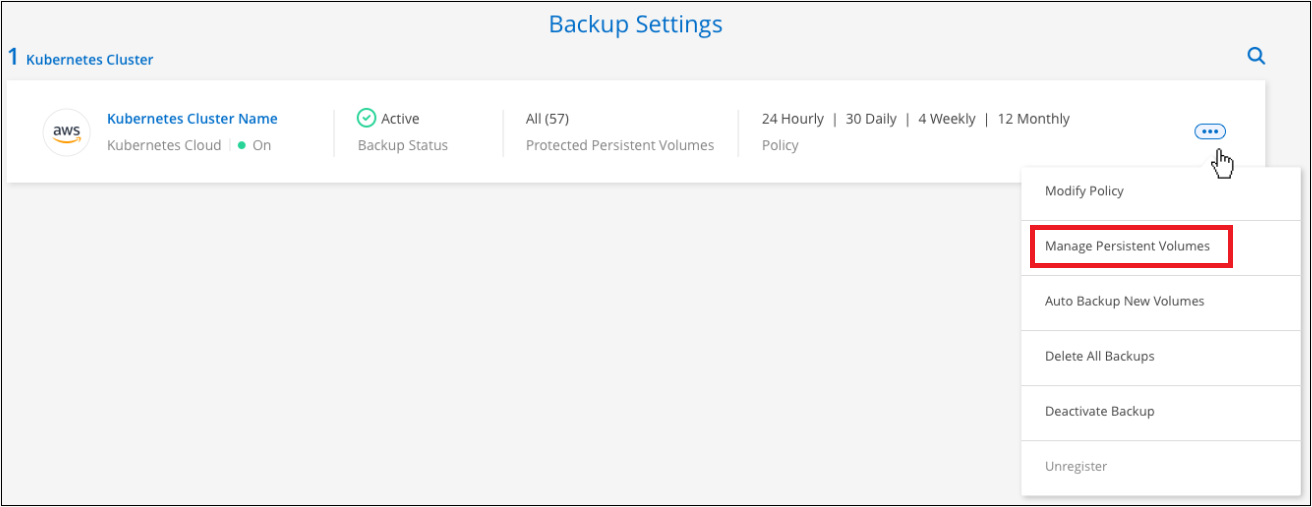 Backup Settings
1 Kubernetes Cluster
aws
Kubernetes Cluster Name
Kubernetes Cloud | On
Active
Backup Status
All (57)
Protected Persistent Volumes
24 Hourly | 30 Daily | 4 Weekly | 12 Monthly
Policy
Modify Policy
Manage Persistent Volumes
Auto Backup New Volumes
Delete All Backups
Deactivate Backup
Unregister